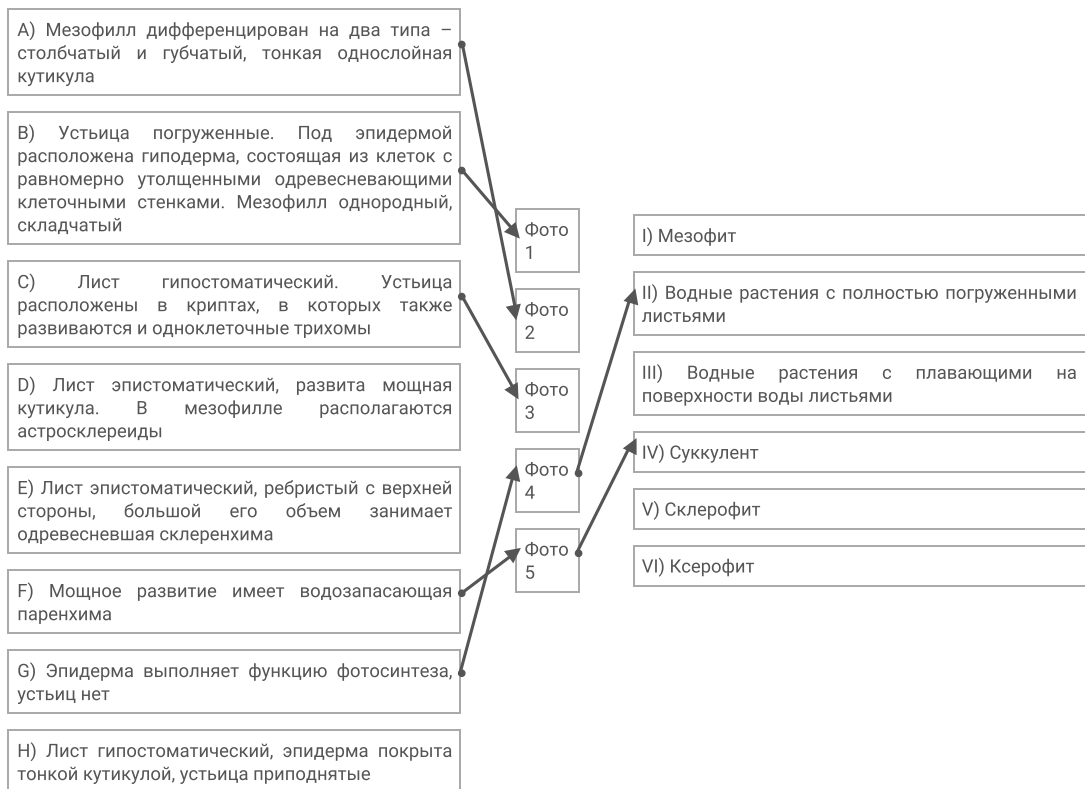 A) Мезофилл дифференцирован на два типа –
столбчатый и губчатый, тонкая однослойная
кутикула
B) Устьица погруженные. Под эпидермой
расположена гиподерма, состоящая из клеток с
равномерно утолщенными одревесневающими
клеточными стенками. Мезофилл однородный,
складчатый
C) Лист гипостоматический. Устьица
расположены в криптах, в которых также
развиваются и одноклеточные трихомы
D) Лист эпистоматический, развита мощная
кутикула. В мезофилле располагаются
астросклереиды
E) Лист эпистоматический, ребристый с верхней
стороны, большой его объем занимает
одревесневшая склеренхима
F) Мощное развитие имеет водозапасающая
паренхима
G) Эпидерма выполняет функцию фотосинтеза,
устьиц нет
H) Лист гипостоматический, эпидерма покрыта
тонкой кутикулой, устьица приподнятые
Фото
1
Фото
2
Фото
3
Фото
4
Фото
5
I) Мезофит
II) Водные растения с полностью погруженными
листьями
III) Водные растения с плавающими на
поверхности воды листьями
IV) Суккулент
V) Склерофит
VI) Ксерофит